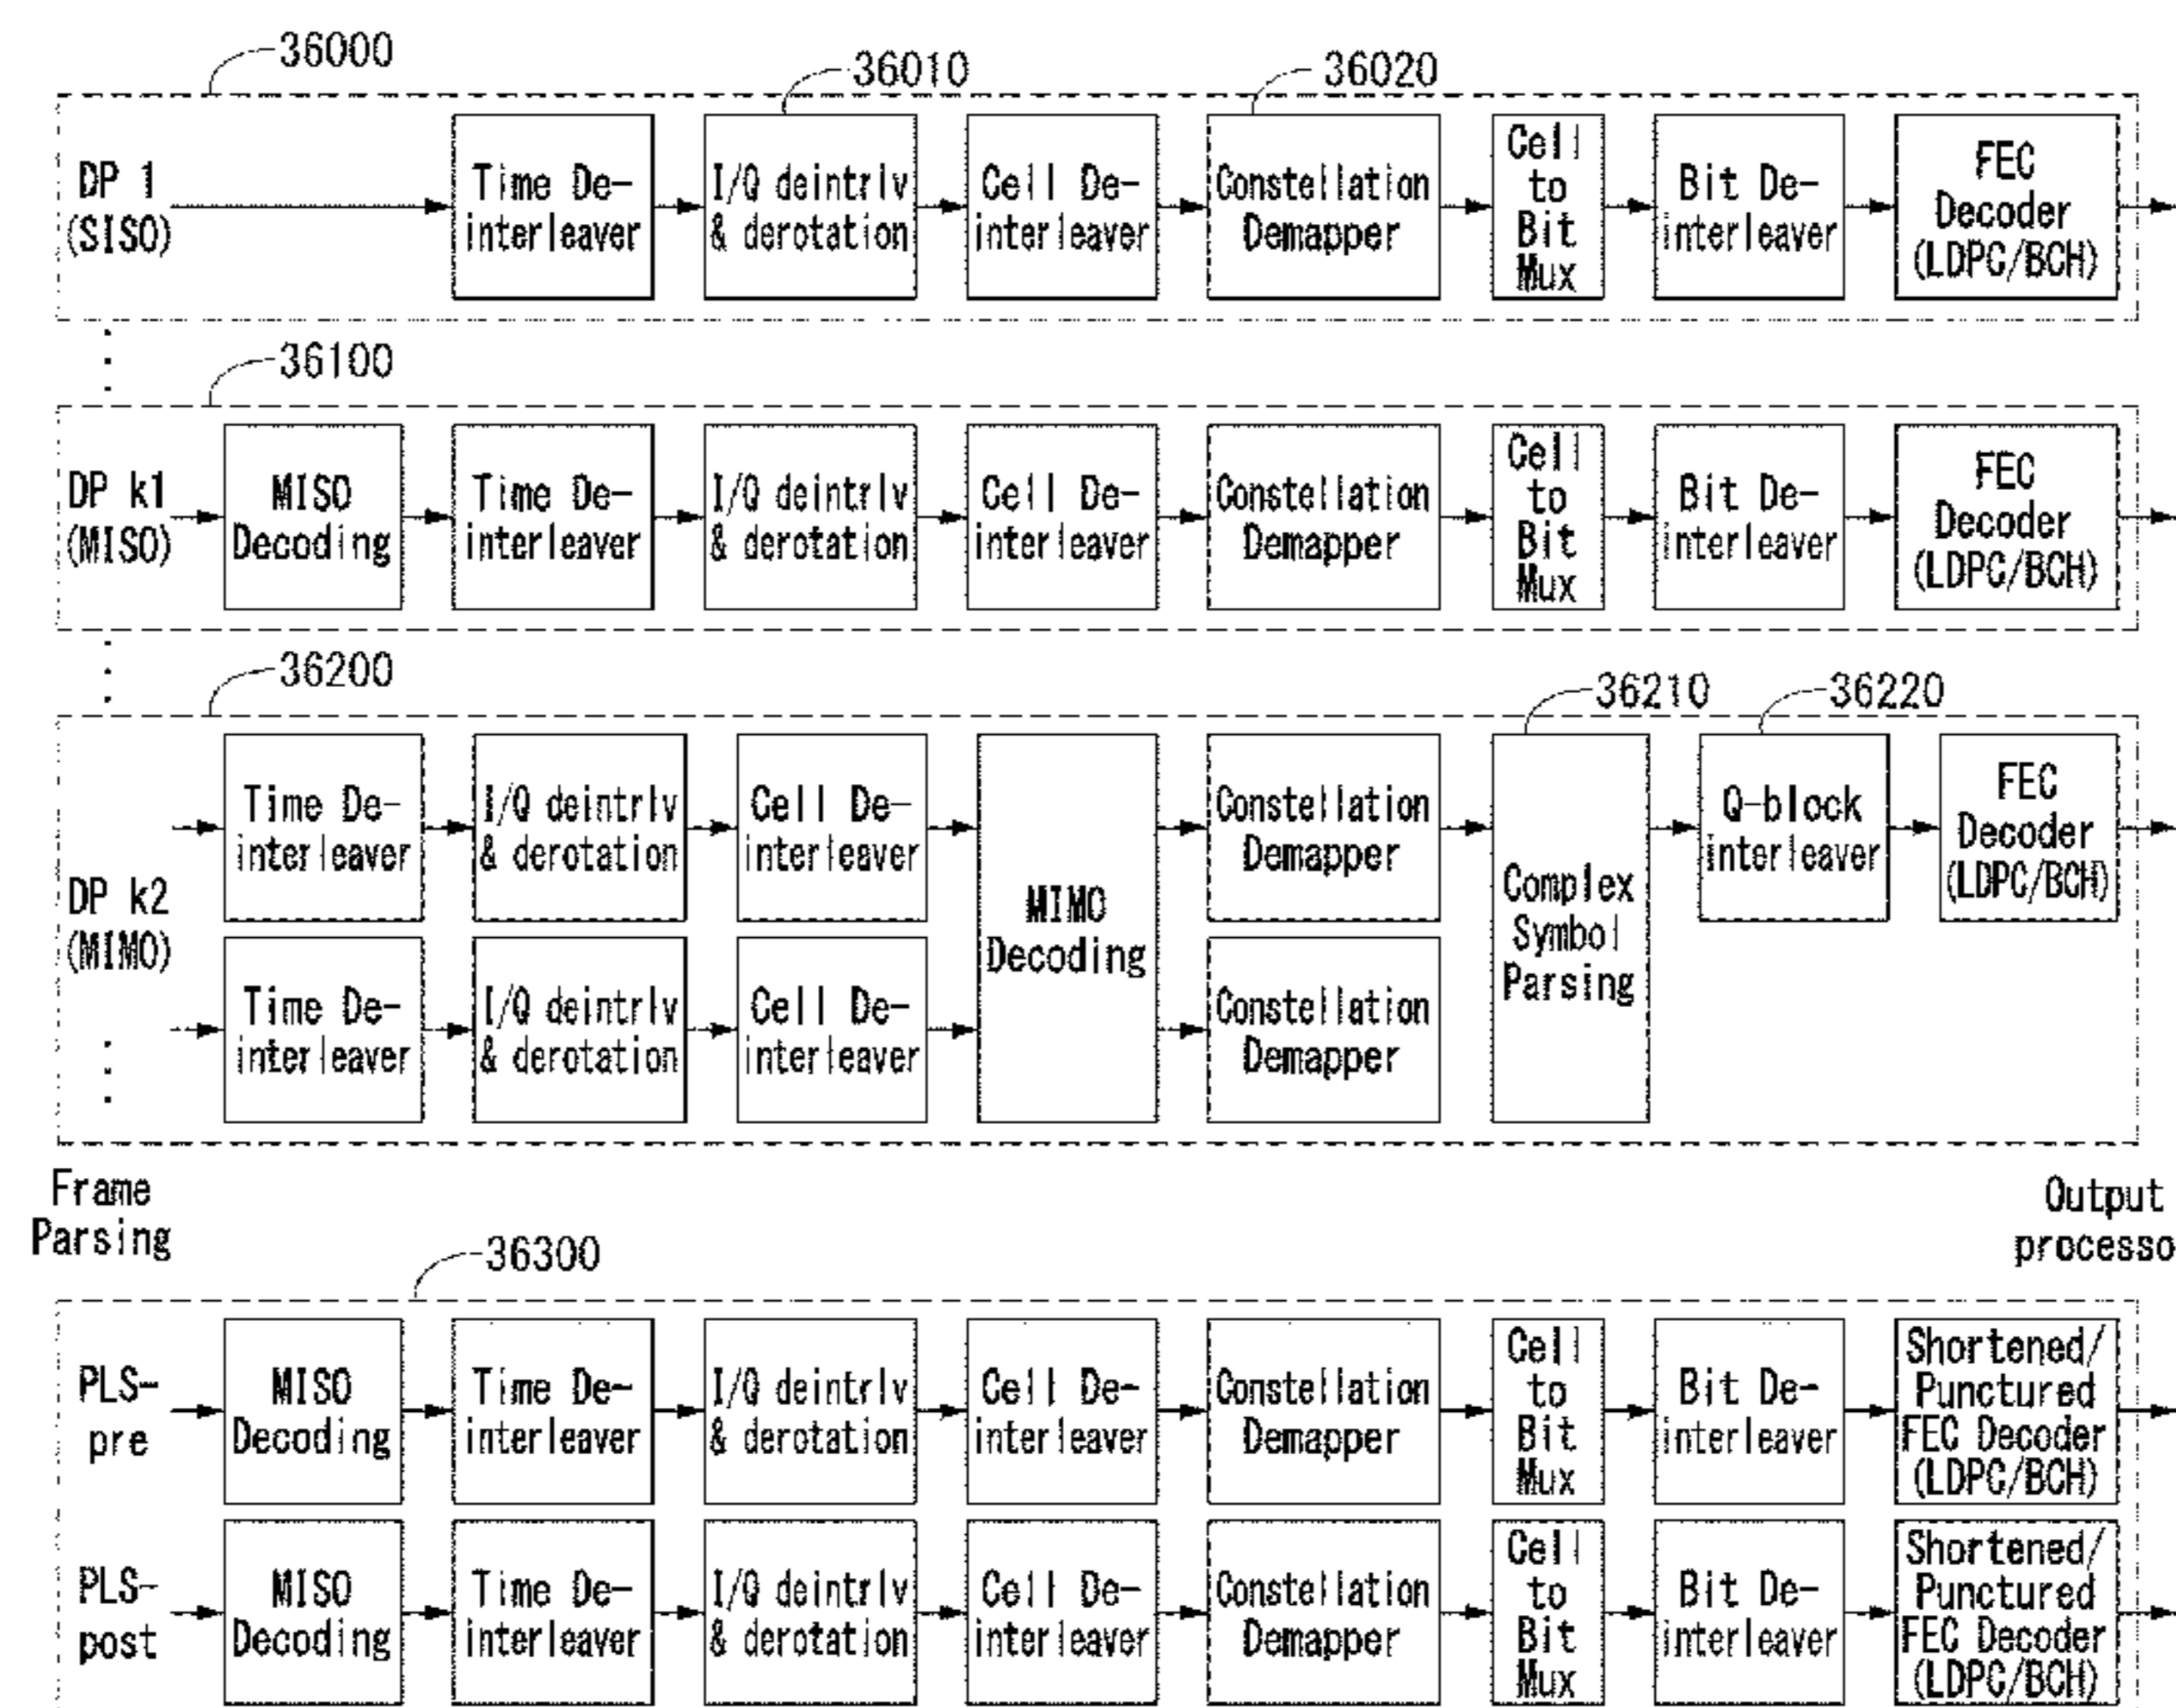 36000
36010
36020
DP 1
(SISO)
Time De-
interleaver
I/Q deintrlv
& derotation
Cell De-
interleaver
Constellation
Demapper
Cell
to
Bit
Mux
Bit De-
interleaver
FEC
Decoder
(LDPC/BCH)
36100
DP k1
(MISO)
MISO
Decoding
Time De-
interleaver
I/Q deintrlv
& derotation
Cell De-
interleaver
Constellation
Demapper
Cell
to
Bit
Mux
Bit De-
interleaver
FEC
Decoder
(LDPC/BCH)
36200
36210
36220
DP k2
(MIMO)
Time De-
interleaver
I/Q deintrlv
& derotation
Cell De-
interleaver
Time De-
interleaver
I/Q deintrlv
& derotation
Cell De-
interleaver
MIMO
Decoding
Constellation
Demapper
Constellation
Demapper
Complex
Symbol
Parsing
Q-block
interleaver
FEC
Decoder
(LDPC/BCH)
Frame
Parsing
Output
processo
36300
PLS-
pre
MISO
Decoding
Time De-
interleaver
I/Q deintrlv
& derotation
Cell De-
interleaver
Constellation
Demapper
Cell
to
Bit
Mux
Bit De-
interleaver
Shortened/
Punctured
FEC Decoder
(LDPC/BCH)
PLS-
post
MISO
Decoding
Time De-
interleaver
I/Q deintrlv
& derotation
Cell De-
interleaver
Constellation
Demapper
Cell
to
Bit
Mux
Bit De-
interleaver
Shortened/
Punctured
FEC Decoder
(LDPC/BCH)